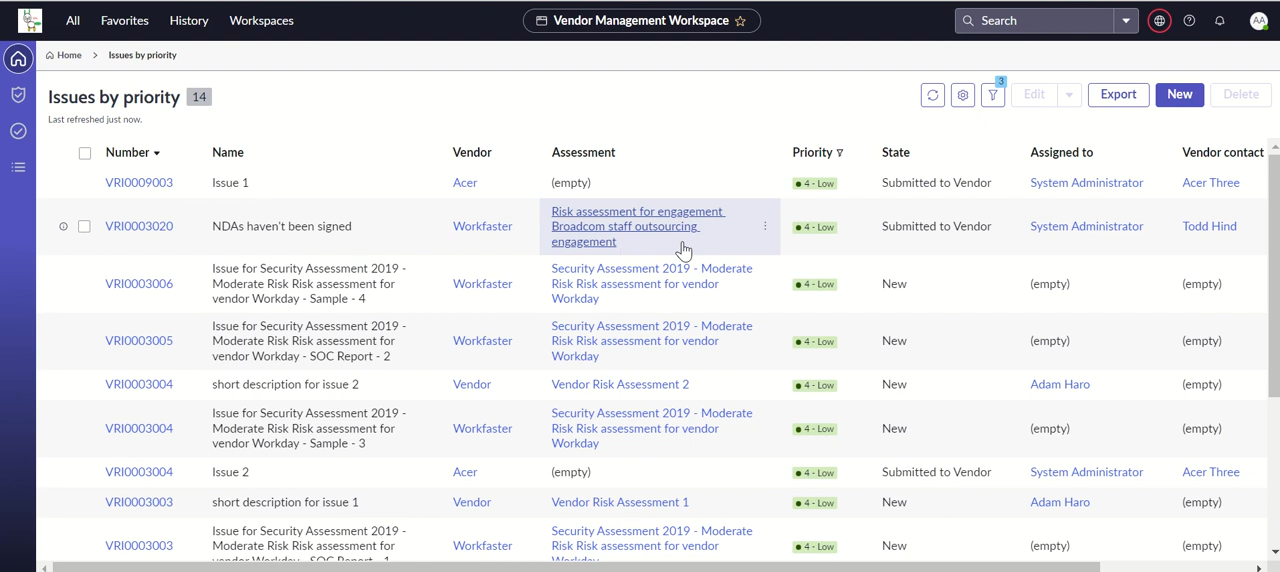 All Favorites History Workspaces Vendor Management Workspace Search AA
Home > Issues by priority
Issues by priority 14
3
Edit Export New Delete
Last refreshed just now.
Number Name Vendor Assessment Priority State Assigned to Vendor contact
VRI0009003 Issue 1 Acer (empty) 4 - Low Submitted to Vendor System Administrator Acer Three
VRI0003020 NDAs haven't been signed Workfaster Risk assessment for engagement
Broadcom staff outsourcing
engagement
4 - Low Submitted to Vendor System Administrator Todd Hind
VRI0003006 Issue for Security Assessment 2019 -
Moderate Risk Risk assessment for
vendor Workday - Sample - 4
Workfaster Security Assessment 2019 - Moderate
Risk Risk assessment for vendor
Workday
4 - Low New (empty) (empty)
VRI0003005 Issue for Security Assessment 2019 -
Moderate Risk Risk assessment for
vendor Workday - SOC Report - 2
Workfaster Security Assessment 2019 - Moderate
Risk Risk assessment for vendor
Workday
4 - Low New (empty) (empty)
VRI0003004 short description for issue 2 Vendor Vendor Risk Assessment 2 4 - Low New Adam Haro (empty)
VRI0003004 Issue for Security Assessment 2019 -
Moderate Risk Risk assessment for
vendor Workday - Sample - 3
Workfaster Security Assessment 2019 - Moderate
Risk Risk assessment for vendor
Workday
4 - Low New (empty) (empty)
VRI0003004 Issue 2 Acer (empty) 4 - Low Submitted to Vendor System Administrator Acer Three
VRI0003003 short description for issue 1 Vendor Vendor Risk Assessment 1 4 - Low New Adam Haro (empty)
VRI0003003 Issue for Security Assessment 2019 -
Moderate Risk Risk assessment for
Workfaster Security Assessment 2019 - Moderate
Risk Risk assessment for vendor
4 - Low New (empty) (empty)